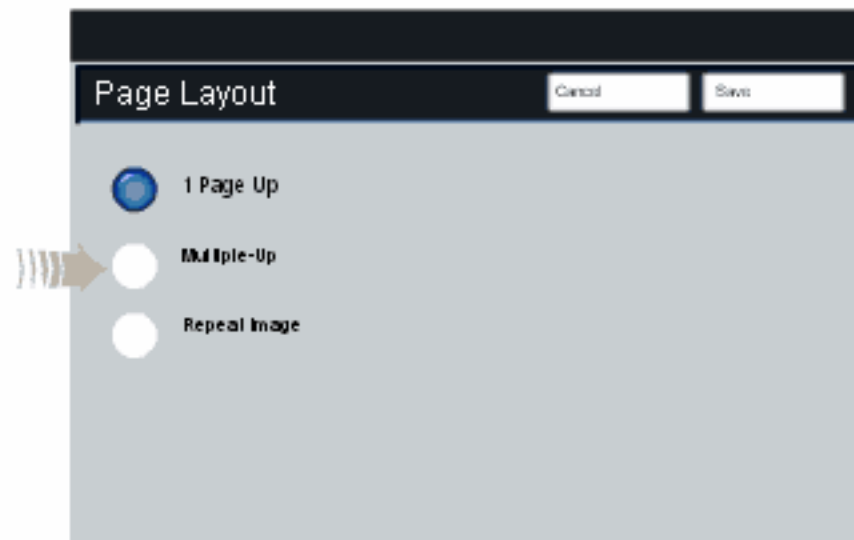 Page Layout
Cancel
Save
1 Page Up
Multiple-Up
Repeat Image